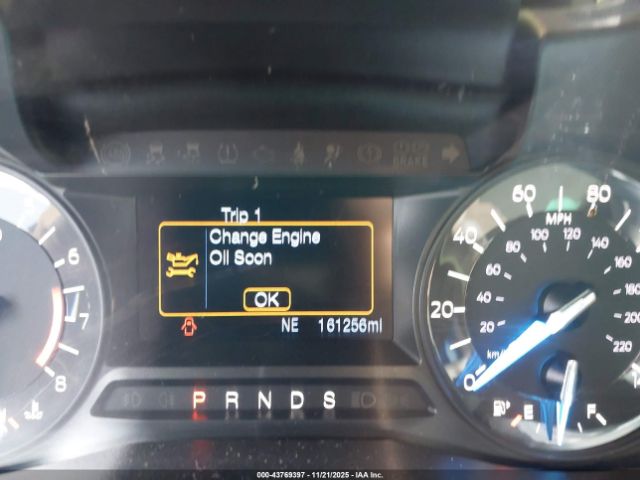 BRAKE
Trip 1
Change Engine
Oil Soon
OK
NE 161256mi
P R N D S
6
7
8
0 20 40 60 80
MPH
20 40 60 80 100 120 140 160 180 200 220
km/
E F
000-43769397 - 11/21/2025 - IAA Inc.